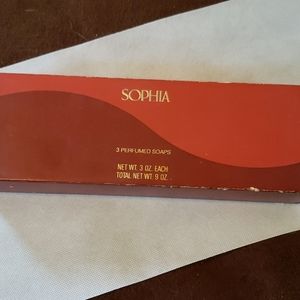 SOPHIA
3 PERFUMED SOAPS
NET WT. 3 OZ. EACH
TOTAL NET WT. 9 OZ.